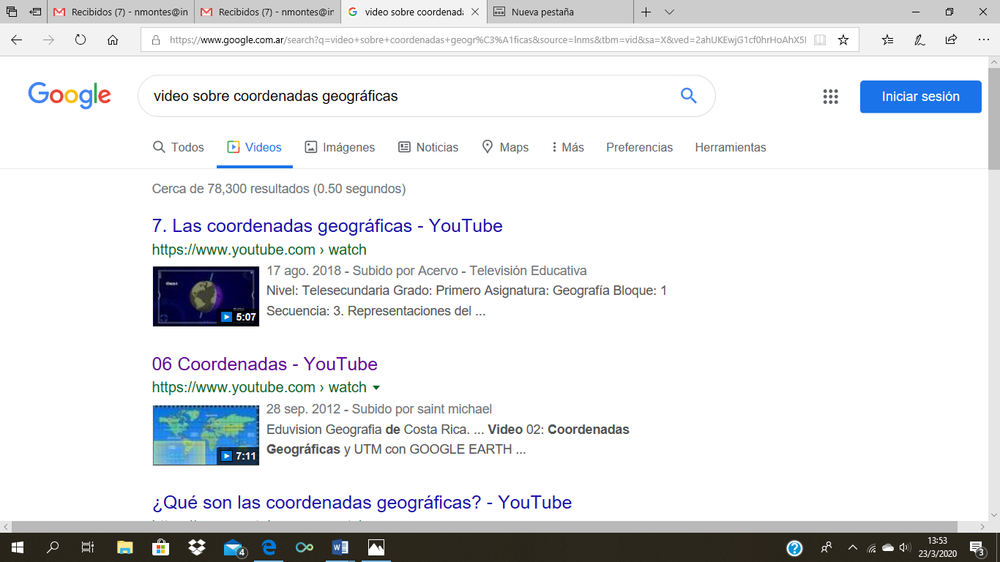 Recibidos (7) - nmontes@in
Recibidos (7) - nmontes@in
video sobre coordenada
Nueva pestaña
https://www.google.com.ar/search?q=video+sobre+coordenadas+geogr%C3%A1ficas&source=lnms&tbm=vid&sa=X&ved=2ahUKEwjG1cf0hrHoAhX5I
Google
video sobre coordenadas geográficas
Iniciar sesión
Todos
Videos
Imágenes
Noticias
Maps
Más
Preferencias
Herramientas
Cerca de 78,300 resultados (0.50 segundos)
7. Las coordenadas geográficas - YouTube
https://www.youtube.com › watch
17 ago. 2018 - Subido por Acervo - Televisión Educativa
Nivel: Telesecundaria Grado: Primero Asignatura: Geografía Bloque: 1
Secuencia: 3. Representaciones del ...
5:07
06 Coordenadas - YouTube
https://www.youtube.com › watch
28 sep. 2012 - Subido por saint michael
Eduvision Geografia de Costa Rica. ... Video 02: Coordenadas
Geográficas y UTM con GOOGLE EARTH ...
7:11
¿Qué son las coordenadas geográficas? - YouTube
4
13:53
23/3/2020
3